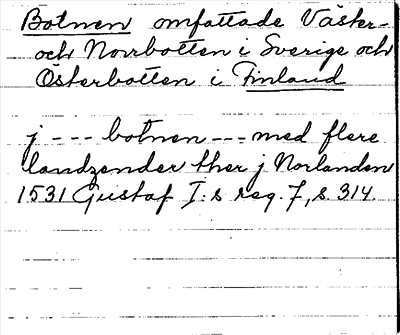 Botnen omfattade Väster-
och Norrbotten i Sverige och
Österbotten i Finland
j --- botnen --- med flere
landzender ther j Norlanden
1531 Gustaf I:s reg. 7, s. 314.